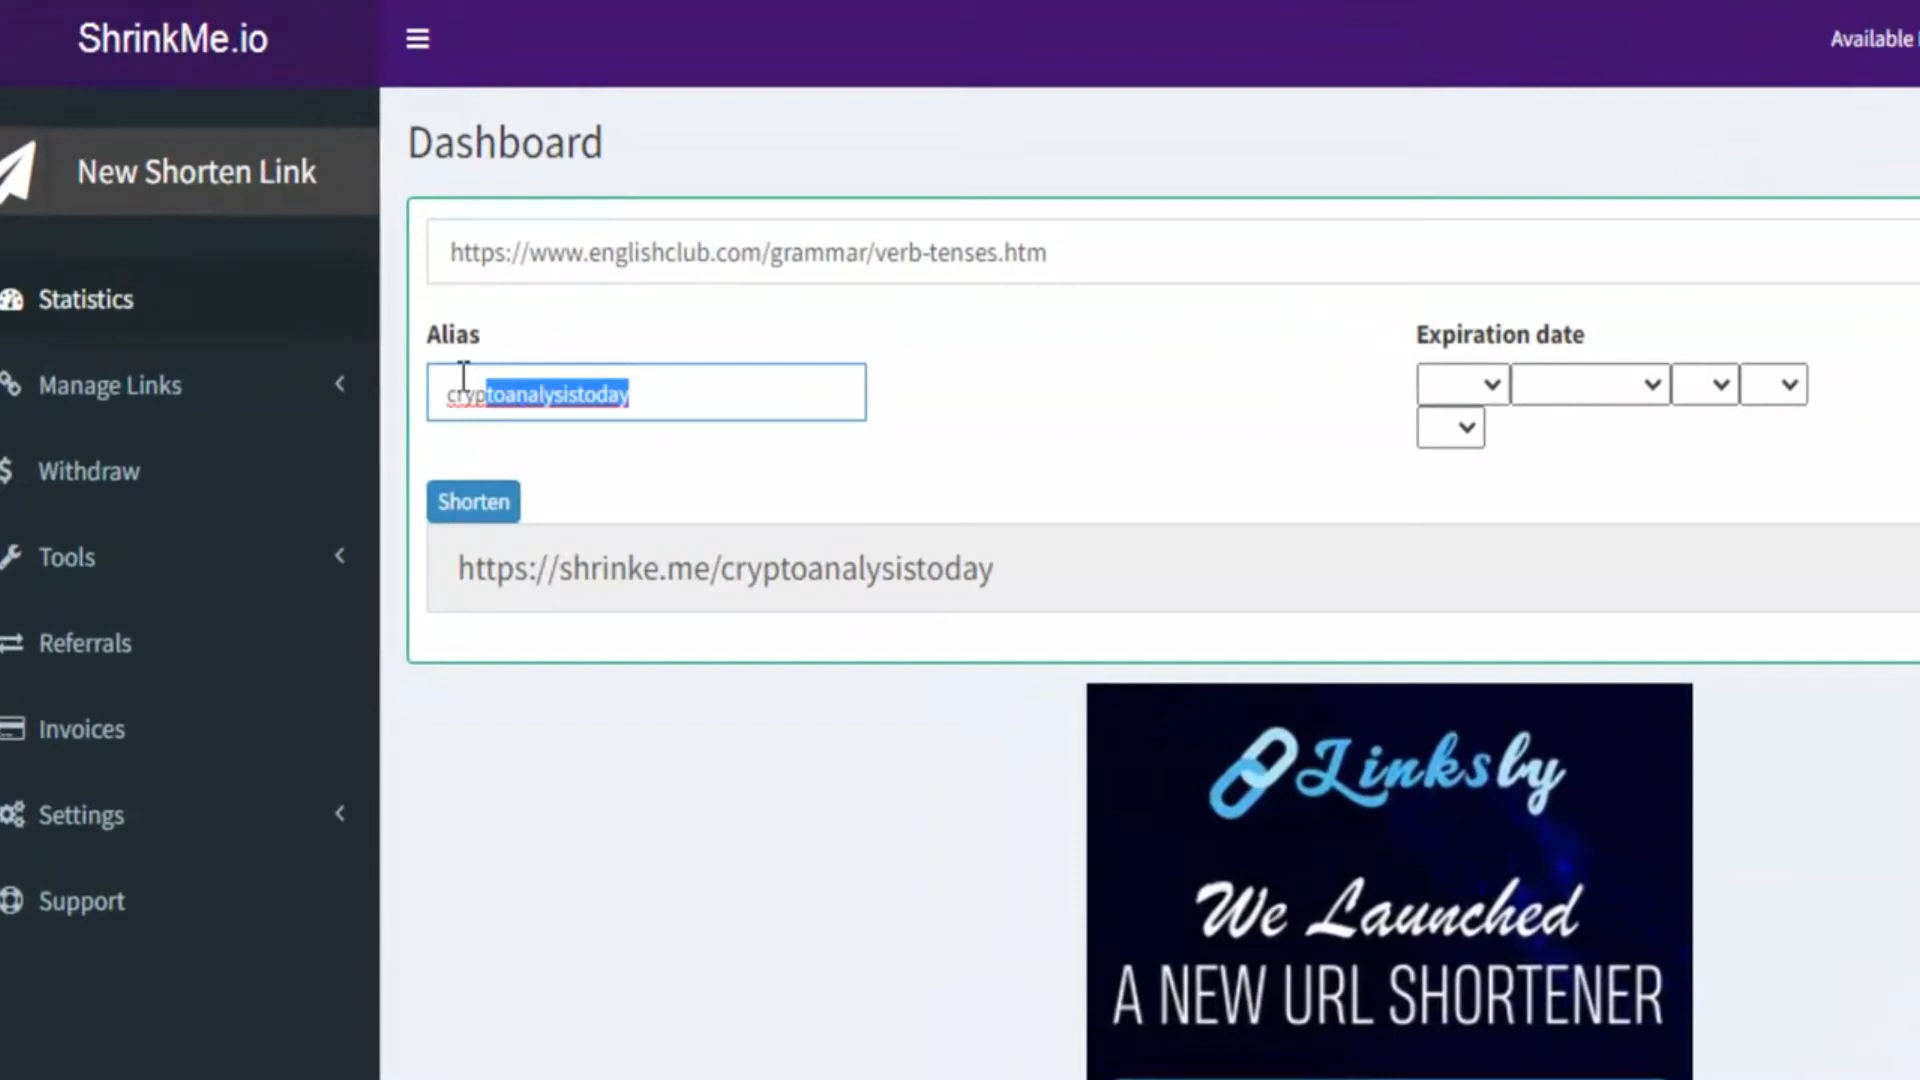 ShrinkMe.io
Available
New Shorten Link
Dashboard
https://www.englishclub.com/grammar/verb-tenses.htm
Statistics
Alias
Expiration date
Manage Links
cryptoanalysistoday
Withdraw
Shorten
Tools
https://shrinke.me/cryptoanalysistoday
Referrals
Invoices
Linksly
Settings
We Launched
Support
A NEW URL SHORTENER